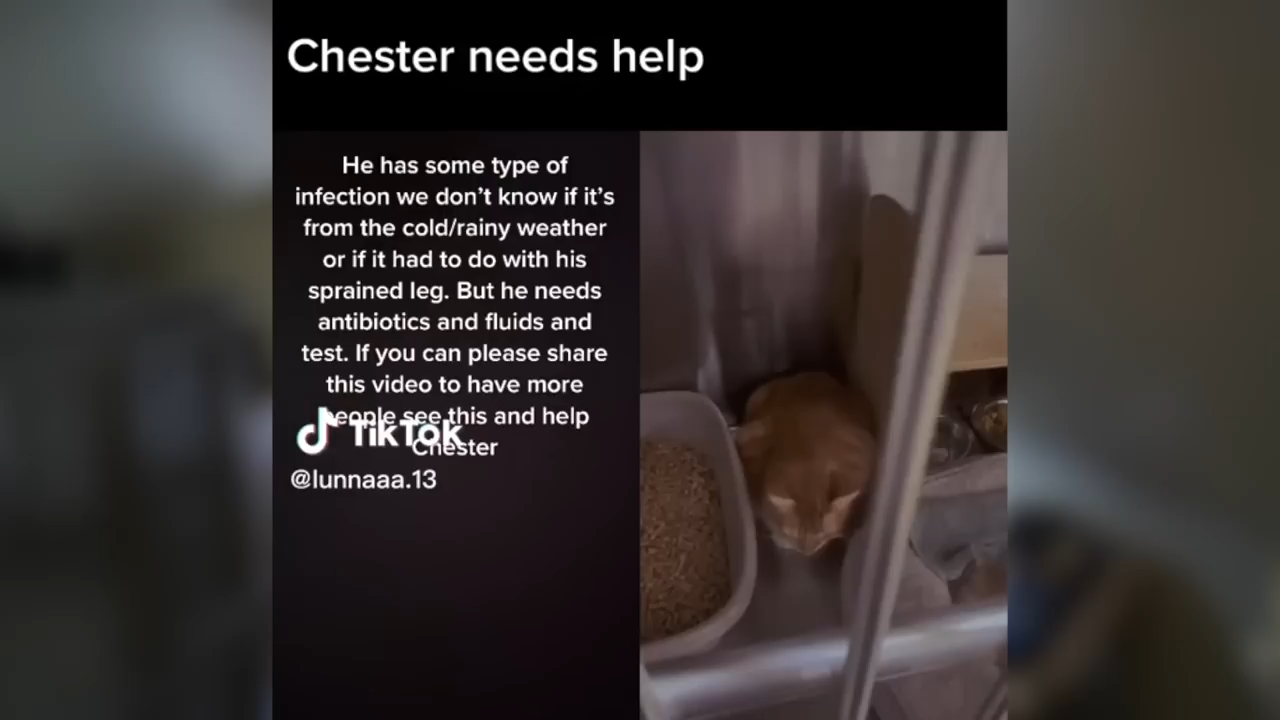 Chester needs help
He has some type of
infection we don't know if it's
from the cold/rainy weather
or if it had to do with his
sprained leg. But he needs
antibiotics and fluids and
test. If you can please share
this video to have more
people see this and help
Chester
TikTok
@lunnaaa.13